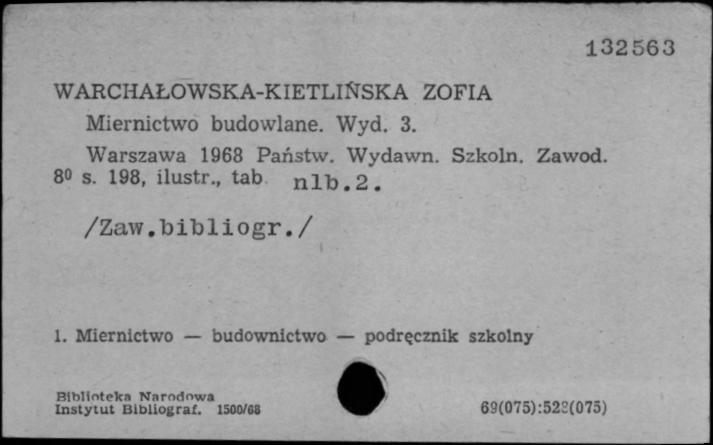 132563
WARCHAŁOWSKA-KIETLIŃSKA ZOFIA
Miernictwo budowlane. Wyd. 3.
Warszawa 1968 Państw. Wydawn. Szkoln. Zawod.
8⁰ s. 198, ilustr., tab. nlb.2.
/Zaw.bibliogr./
1. Miernictwo — budownictwo — podręcznik szkolny
Biblioteka Narodowa
Instytut Bibliograf. 1500/68 69(075):528(075)